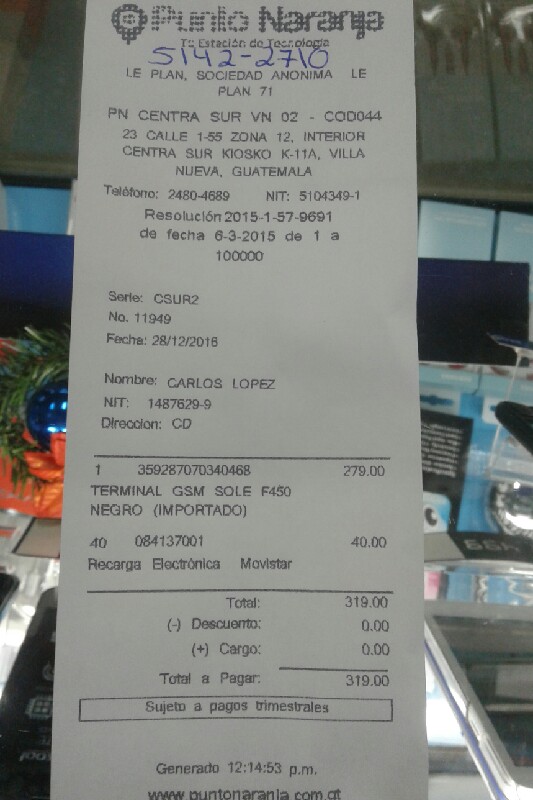 Punto Naranja
Tu Estación de Tecnología
5142-2710
LE PLAN, SOCIEDAD ANONIMA LE
PLAN 71
PN CENTRA SUR VN 02 - COD044
23 CALLE 1-55 ZONA 12, INTERIOR
CENTRA SUR KIOSKO K-11A, VILLA
NUEVA, GUATEMALA
Teléfono: 2480-4689 NIT: 5104349-1
Resolución 2015-1-57-9691
de fecha 6-3-2015 de 1 a
100000
Serie: CSUR2
No. 11949
Fecha: 28/12/2016
Nombre: CARLOS LOPEZ
NIT: 1487629-9
Direccion: CD
1 359287070340468 279.00
TERMINAL GSM SOLE F450
NEGRO (IMPORTADO)
40 084137001 40.00
Recarga Electrónica Movistar
Total: 319.00
(-) Descuento: 0.00
(+) Cargo: 0.00
Total a Pagar: 319.00
Sujeto a pagos trimestrales
Generado 12:14:53 p.m.
www.puntonaranja.com.gt